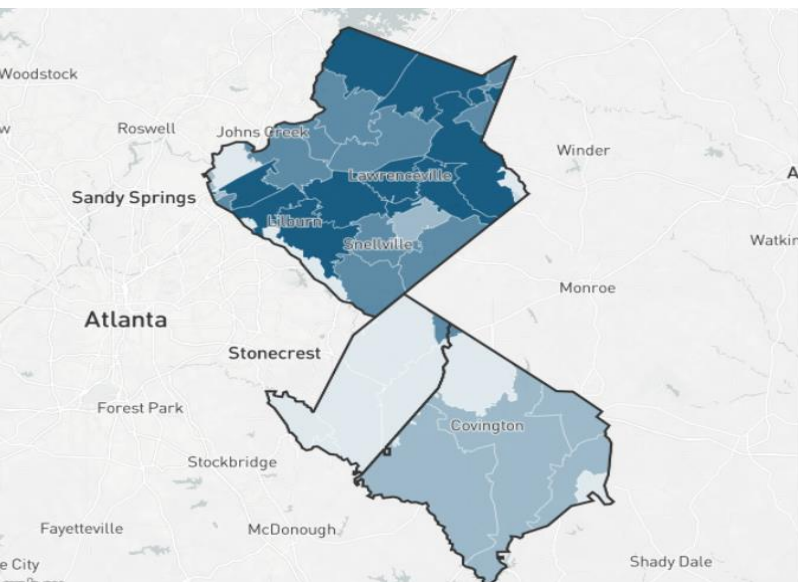 Woodstock
Roswell
Johns Creek
Winder
Sandy Springs
Lawrenceville
Lilburn
Snellville
Watkin
Monroe
Atlanta
Stonecrest
Forest Park
Covington
Stockbridge
Fayetteville
McDonough
Shady Dale
e City
A
w